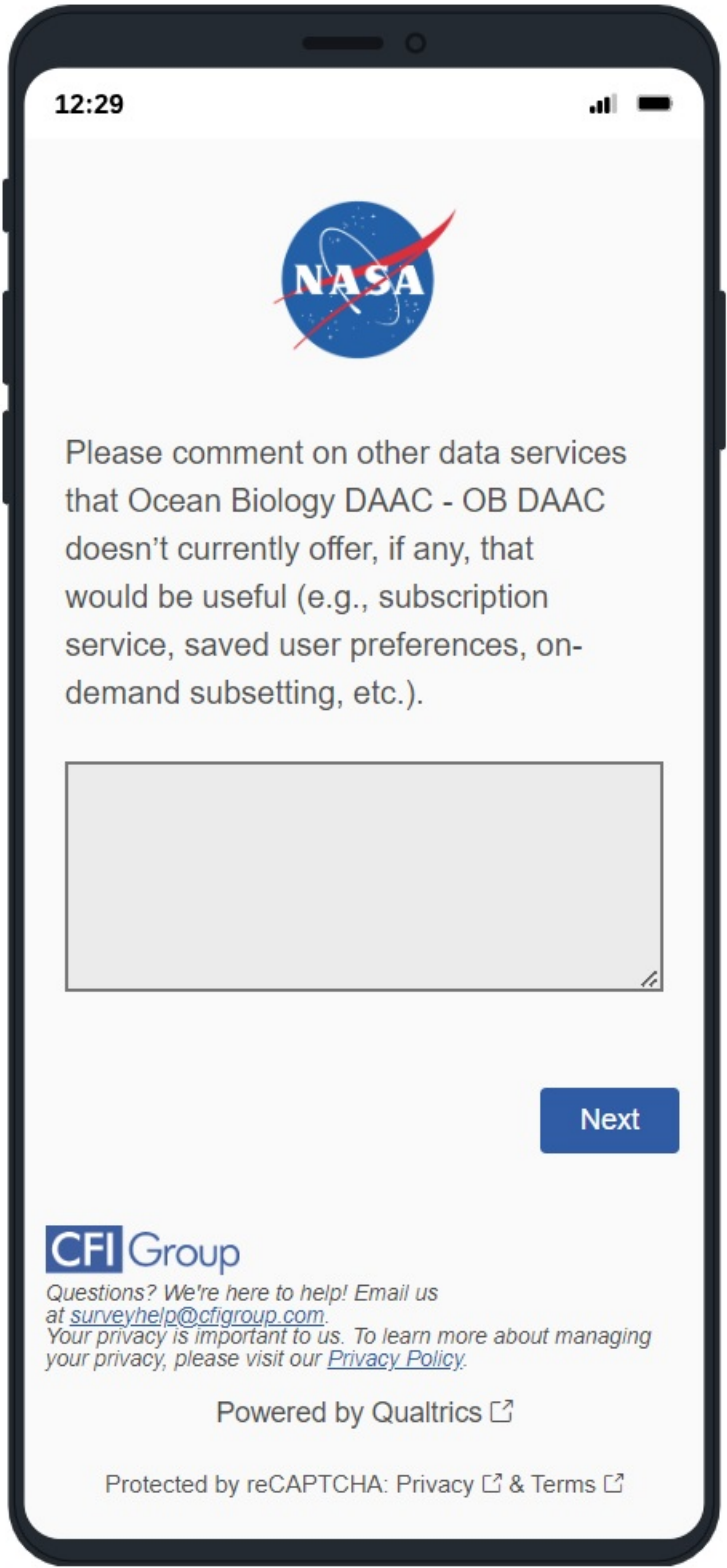 12:29
NASA
Please comment on other data services
that Ocean Biology DAAC - OB DAAC
doesn’t currently offer, if any, that
would be useful (e.g., subscription
service, saved user preferences, on-
demand subsetting, etc.).
Next
CFI Group
Questions? We're here to help! Email us
at surveyhelp@cfigroup.com.
Your privacy is important to us. To learn more about managing
your privacy, please visit our Privacy Policy.
Powered by Qualtrics
Protected by reCAPTCHA: Privacy & Terms